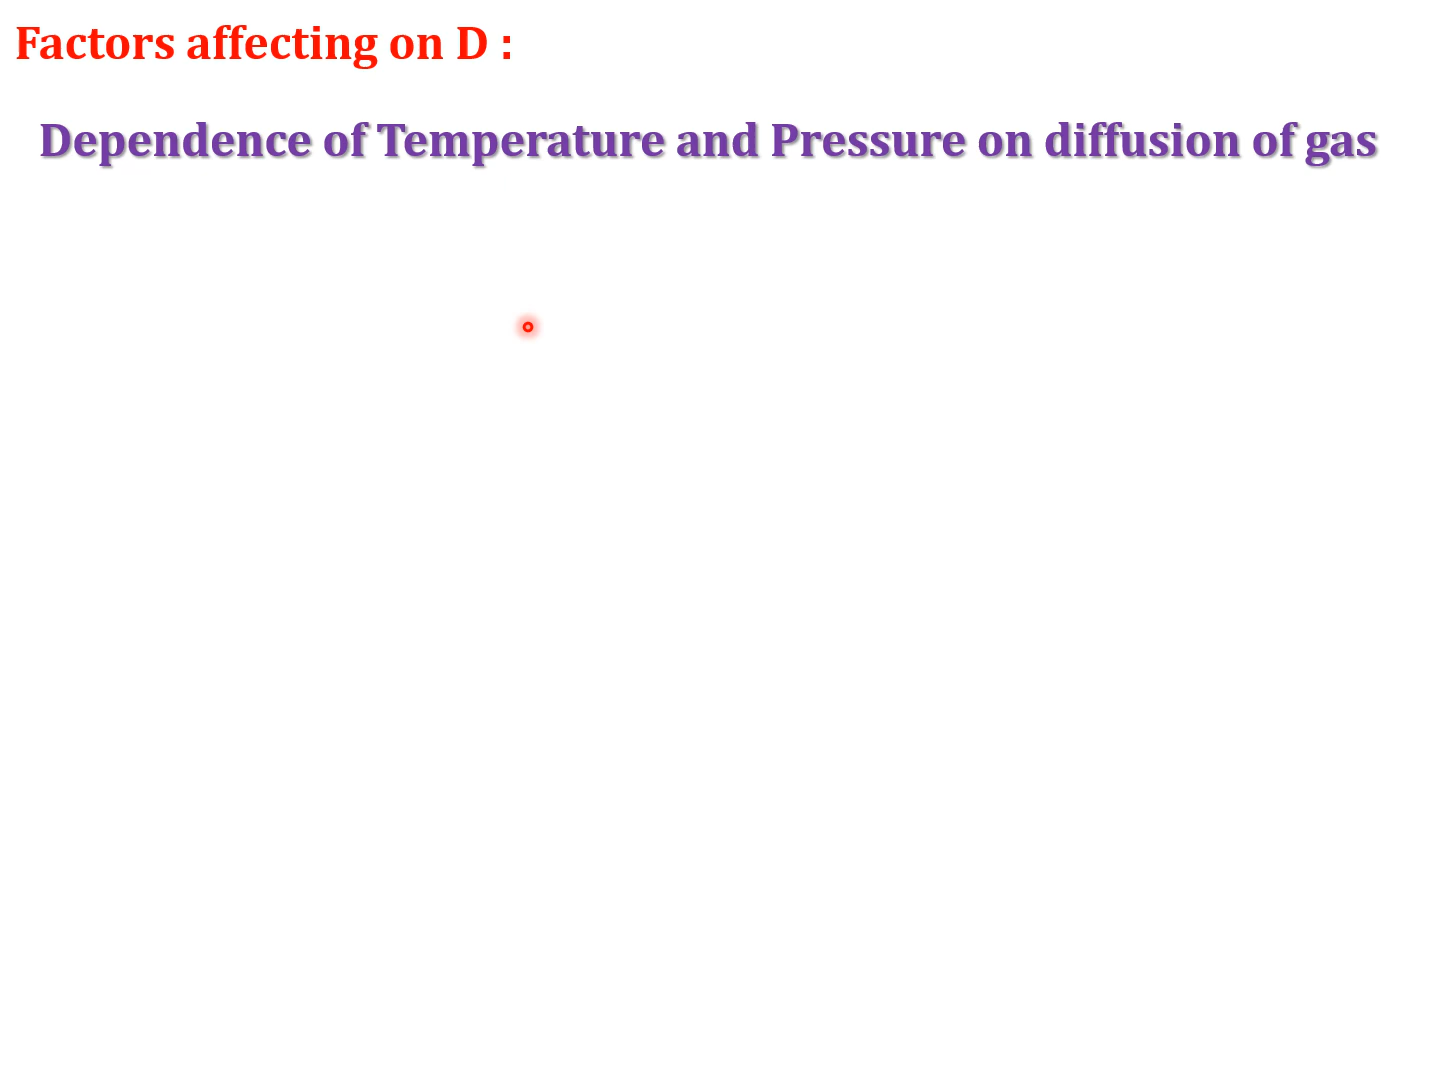 Factors affecting on D :
Dependence of Temperature and Pressure on diffusion of gas